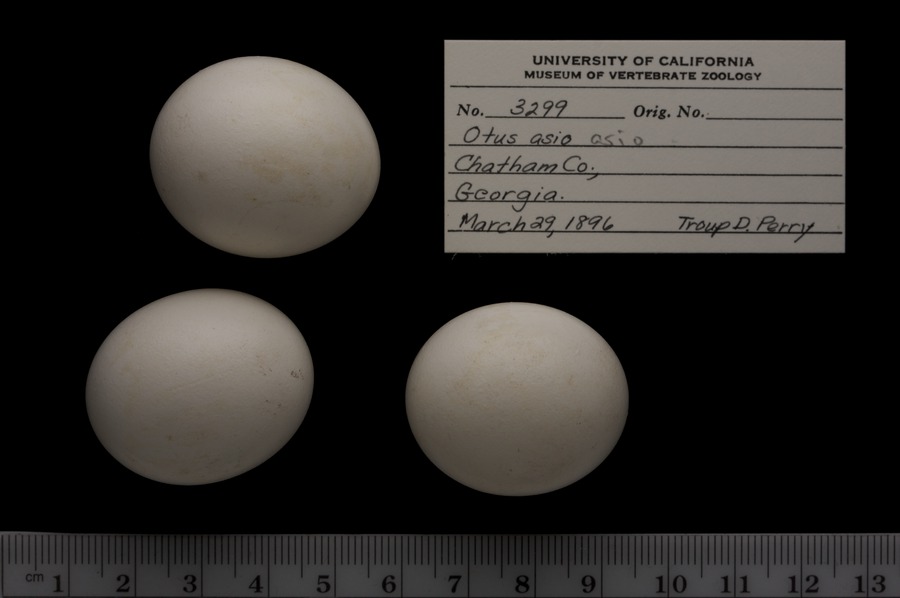 UNIVERSITY OF CALIFORNIA
MUSEUM OF VERTEBRATE ZOOLOGY
No. 3299 Orig. No.
Otus asio asio
Chatham Co.,
Georgia.
March 29, 1896 Troup D. Perry
cm 1 2 3 4 5 6 7 8 9 10 11 12 13